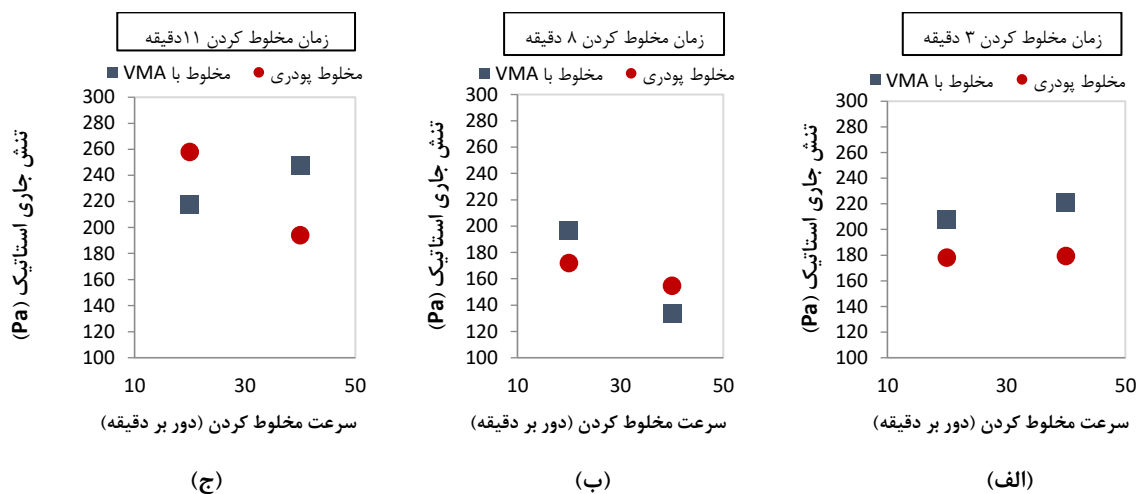 زمان مخلوط کردن ۳ دقیقه
مخلوط پودری
مخلوط با VMA
تنش جاری استاتیک (Pa)
300
280
260
240
220
200
180
160
140
120
100
10 30 50
سرعت مخلوط کردن (دور بر دقیقه)
(الف)
زمان مخلوط کردن ۸ دقیقه
مخلوط پودری
مخلوط با VMA
تنش جاری استاتیک (Pa)
300
280
260
240
220
200
180
160
140
120
100
10 30 50
سرعت مخلوط کردن (دور بر دقیقه)
(ب)
زمان مخلوط کردن ۱۱دقیقه
مخلوط پودری
مخلوط با VMA
تنش جاری استاتیک (Pa)
300
280
260
240
220
200
180
160
140
120
100
10 30 50
سرعت مخلوط کردن (دور بر دقیقه)
(ج)